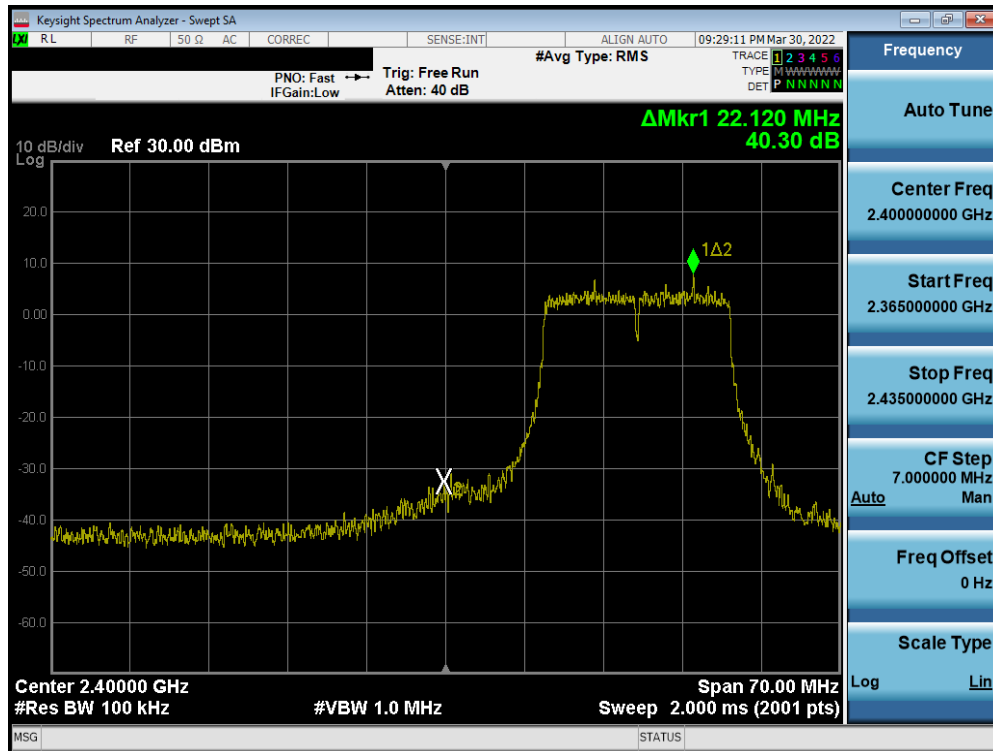 Keysight Spectrum Analyzer - Swept SA
LXI RL RF 50 Ω AC CORREC SENSE:INT ALIGN AUTO 09:29:11 PM Mar 30, 2022
PNO: Fast
IFGain:Low
Trig: Free Run
Atten: 40 dB
#Avg Type: RMS
TRACE 1 2 3 4 5 6
TYPE M W W W W W
DET P N N N N N
ΔMkr1 22.120 MHz
40.30 dB
10 dB/div Ref 30.00 dBm
Log
20.0
10.0
0.00
-10.0
-20.0
-30.0
-40.0
-50.0
-60.0
1Δ2
X2
Center 2.40000 GHz Span 70.00 MHz
#Res BW 100 kHz #VBW 1.0 MHz Sweep 2.000 ms (2001 pts)
MSG STATUS
Frequency
Auto Tune
Center Freq
2.400000000 GHz
Start Freq
2.365000000 GHz
Stop Freq
2.435000000 GHz
CF Step
7.000000 MHz
Auto Man
Freq Offset
0 Hz
Scale Type
Log Lin